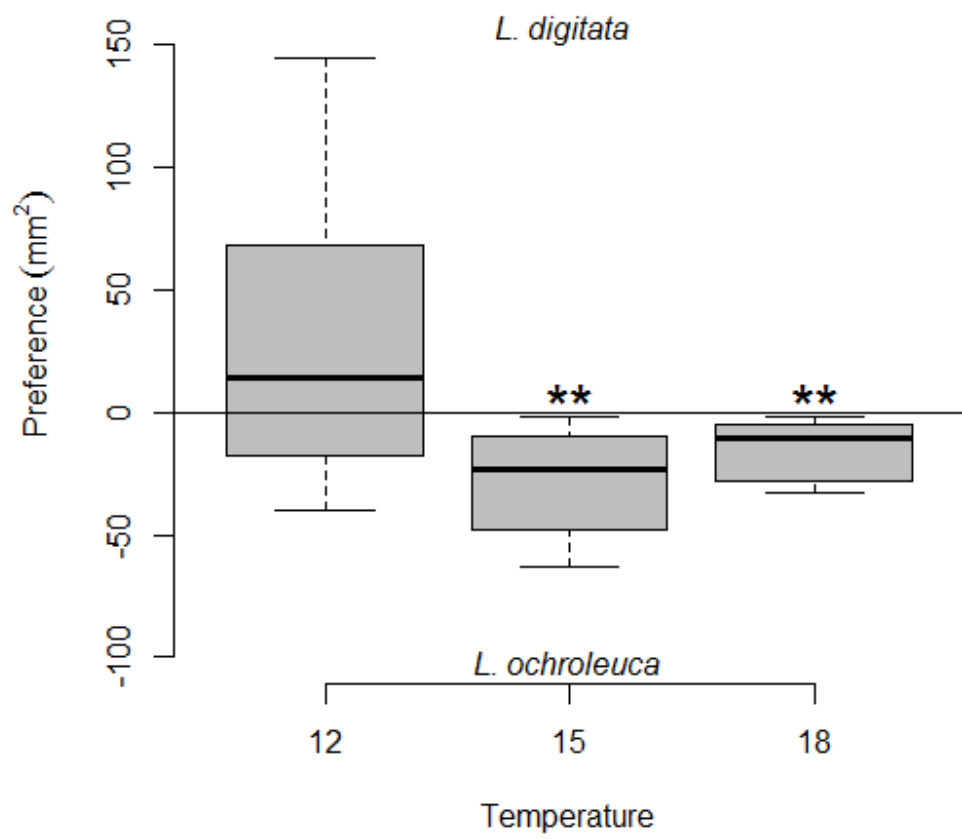 L. digitata
150
100
50
0
-50
-100
Preference (mm²)
** **
L. ochroleuca
12 15 18
Temperature